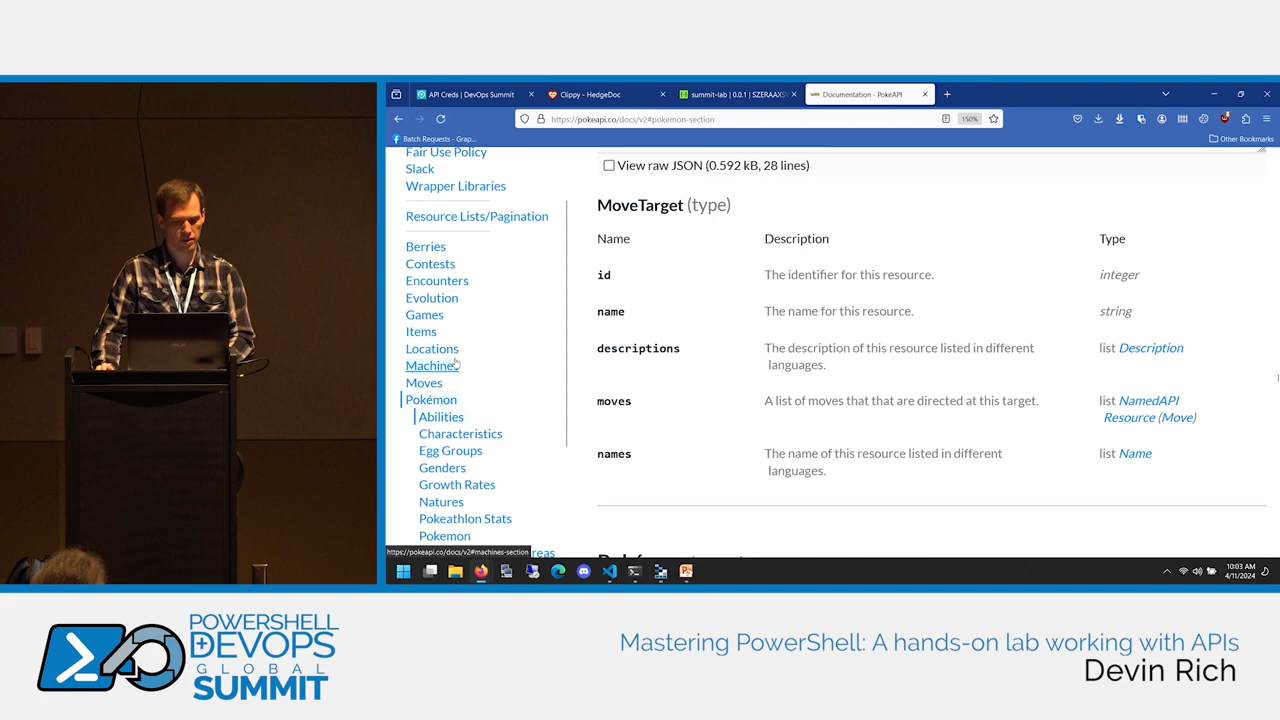 API Creds | DevOps Summit
Clippy - HedgeDoc
summit-lab | 0.0.1 | SZERAAXSV
Documentation - PokéAPI
https://pokeapi.co/docs/v2#pokemon-section
150%
Batch Requests - Grap...
Other Bookmarks
Fair Use Policy
Slack
Wrapper Libraries
Resource Lists/Pagination
Berries
Contests
Encounters
Evolution
Games
Items
Locations
Machines
Moves
Pokémon
Abilities
Characteristics
Egg Groups
Genders
Growth Rates
Natures
Pokeathlon Stats
Pokemon
reas
https://pokeapi.co/docs/v2#machines-section
View raw JSON (0.592 kB, 28 lines)
MoveTarget (type)
Name Description Type
id The identifier for this resource. integer
name The name for this resource. string
descriptions The description of this resource listed in different list Description
languages.
moves A list of moves that that are directed at this target. list NamedAPI
Resource (Move)
names The name of this resource listed in different list Name
languages.
10:03 AM
4/11/2024
POWERSHELL
+DEVOPS
GLOBAL
SUMMIT
Mastering PowerShell: A hands-on lab working with APIs
Devin Rich